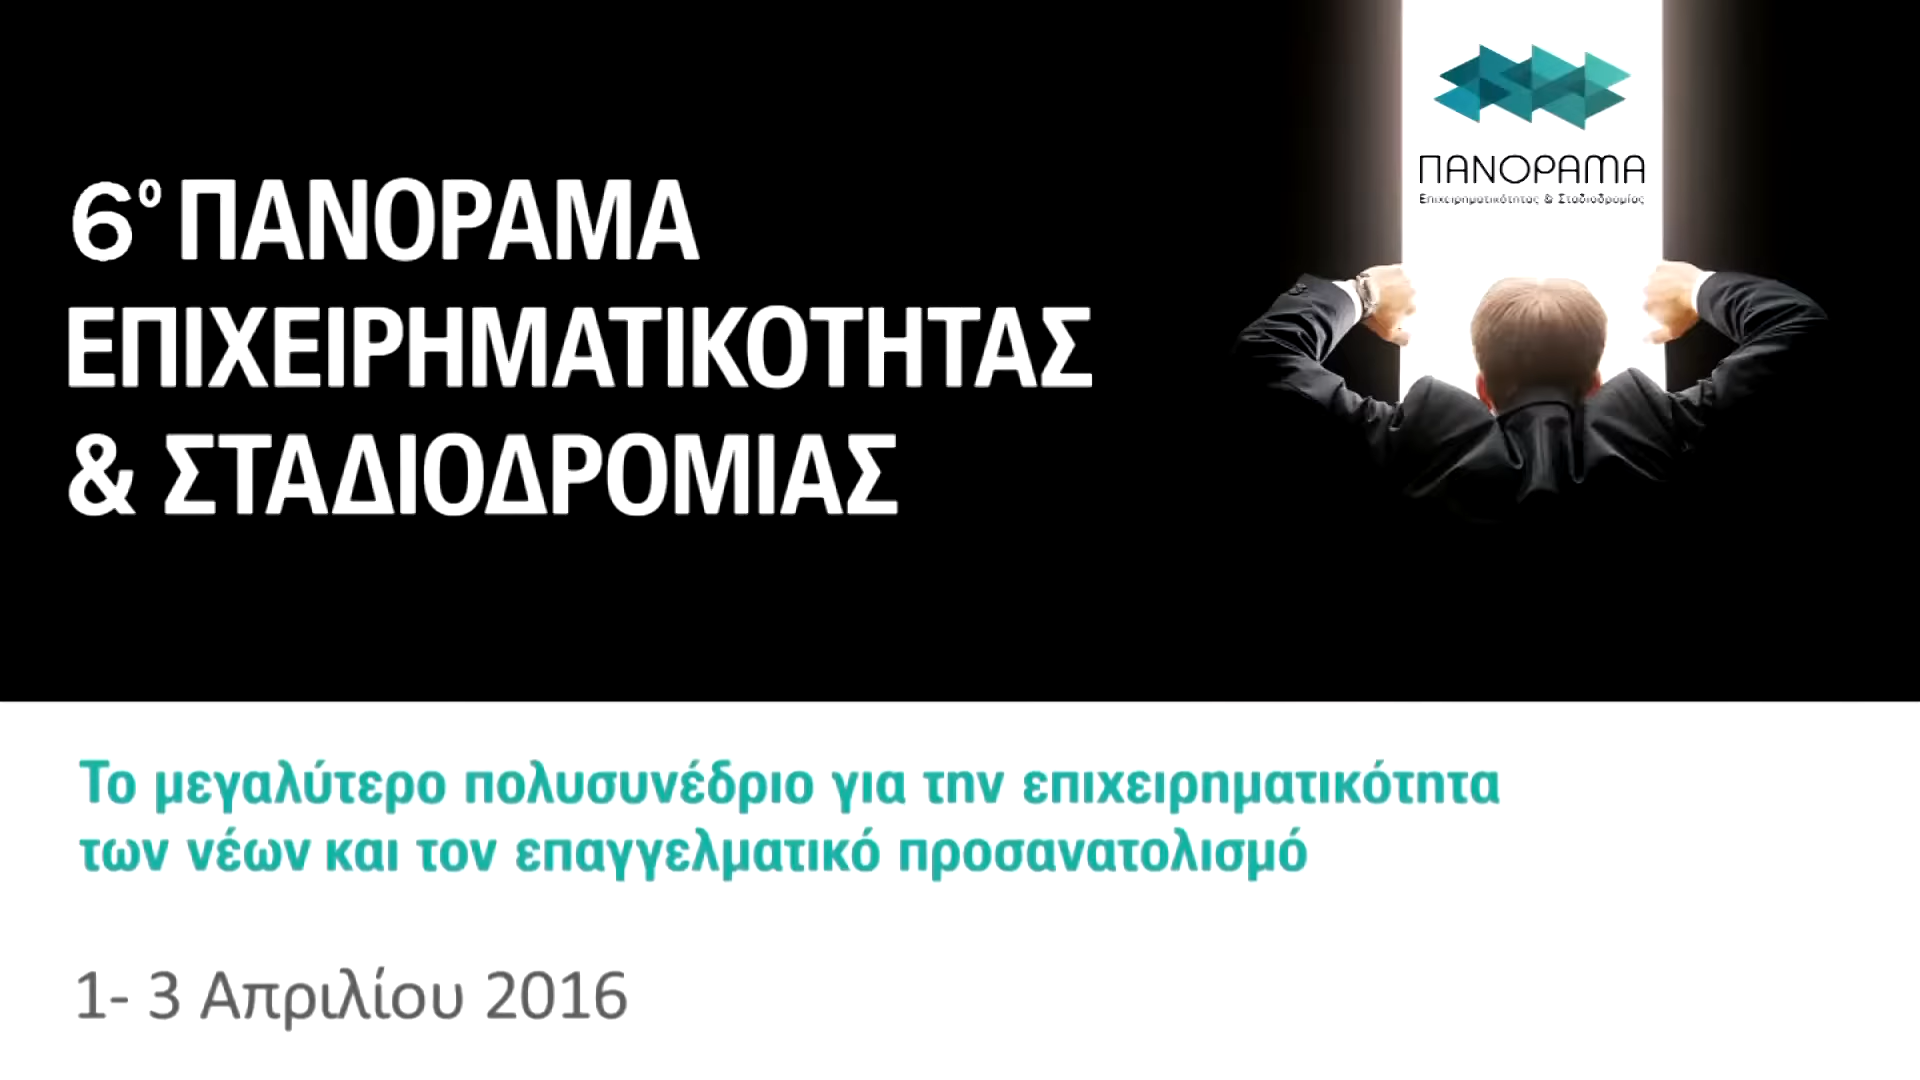 6º ΠΑΝΟΡΑΜΑ
ΕΠΙΧΕΙΡΗΜΑΤΙΚΟΤΗΤΑΣ
& ΣΤΑΔΙΟΔΡΟΜΙΑΣ
ΠΑΝΟΡΑΜΑ
Επιχειρηματικότητας & Σταδιοδρομίας
Το μεγαλύτερο πολυσυνέδριο για την επιχειρηματικότητα
των νέων και τον επαγγελματικό προσανατολισμό
1- 3 Απριλίου 2016